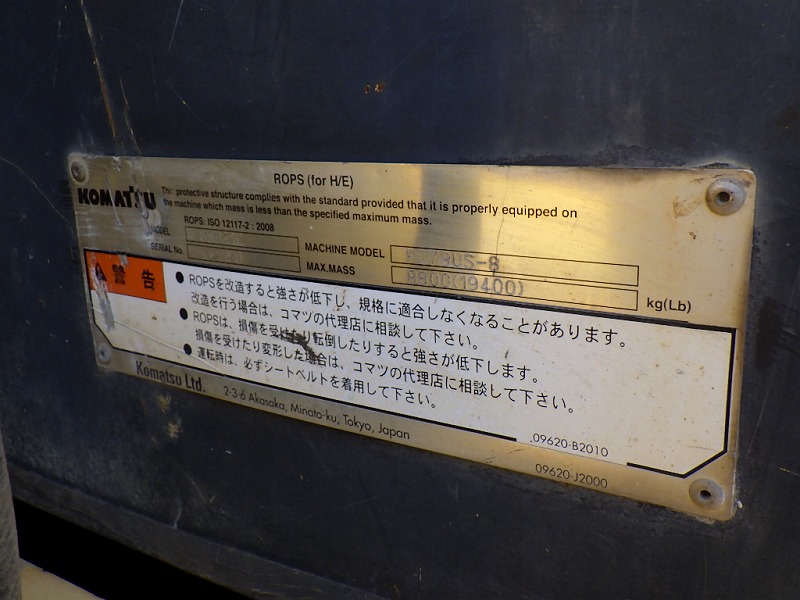 ROPS (for H/E)
KOMATSU
This protective structure complies with the standard provided that it is properly equipped on
the machine which mass is less than the specified maximum mass.
ROPS: ISO 12117-2 : 2008
MODEL
MACHINE MODEL
SERIAL No.
MAX.MASS 8800(19400) kg(Lb)
警告
● ROPSを改造すると強さが低下し、規格に適合しなくなることがあります。
改造を行う場合は、コマツの代理店に相談して下さい。
● ROPSは、損傷を受けたり転倒したりすると強さが低下します。
損傷を受けたり変形した場合は、コマツの代理店に相談して下さい。
● 運転時は、必ずシートベルトを着用して下さい。
Komatsu Ltd.
2-3-6 Akasaka, Minato-ku, Tokyo, Japan
09620-B2010
09620-J2000